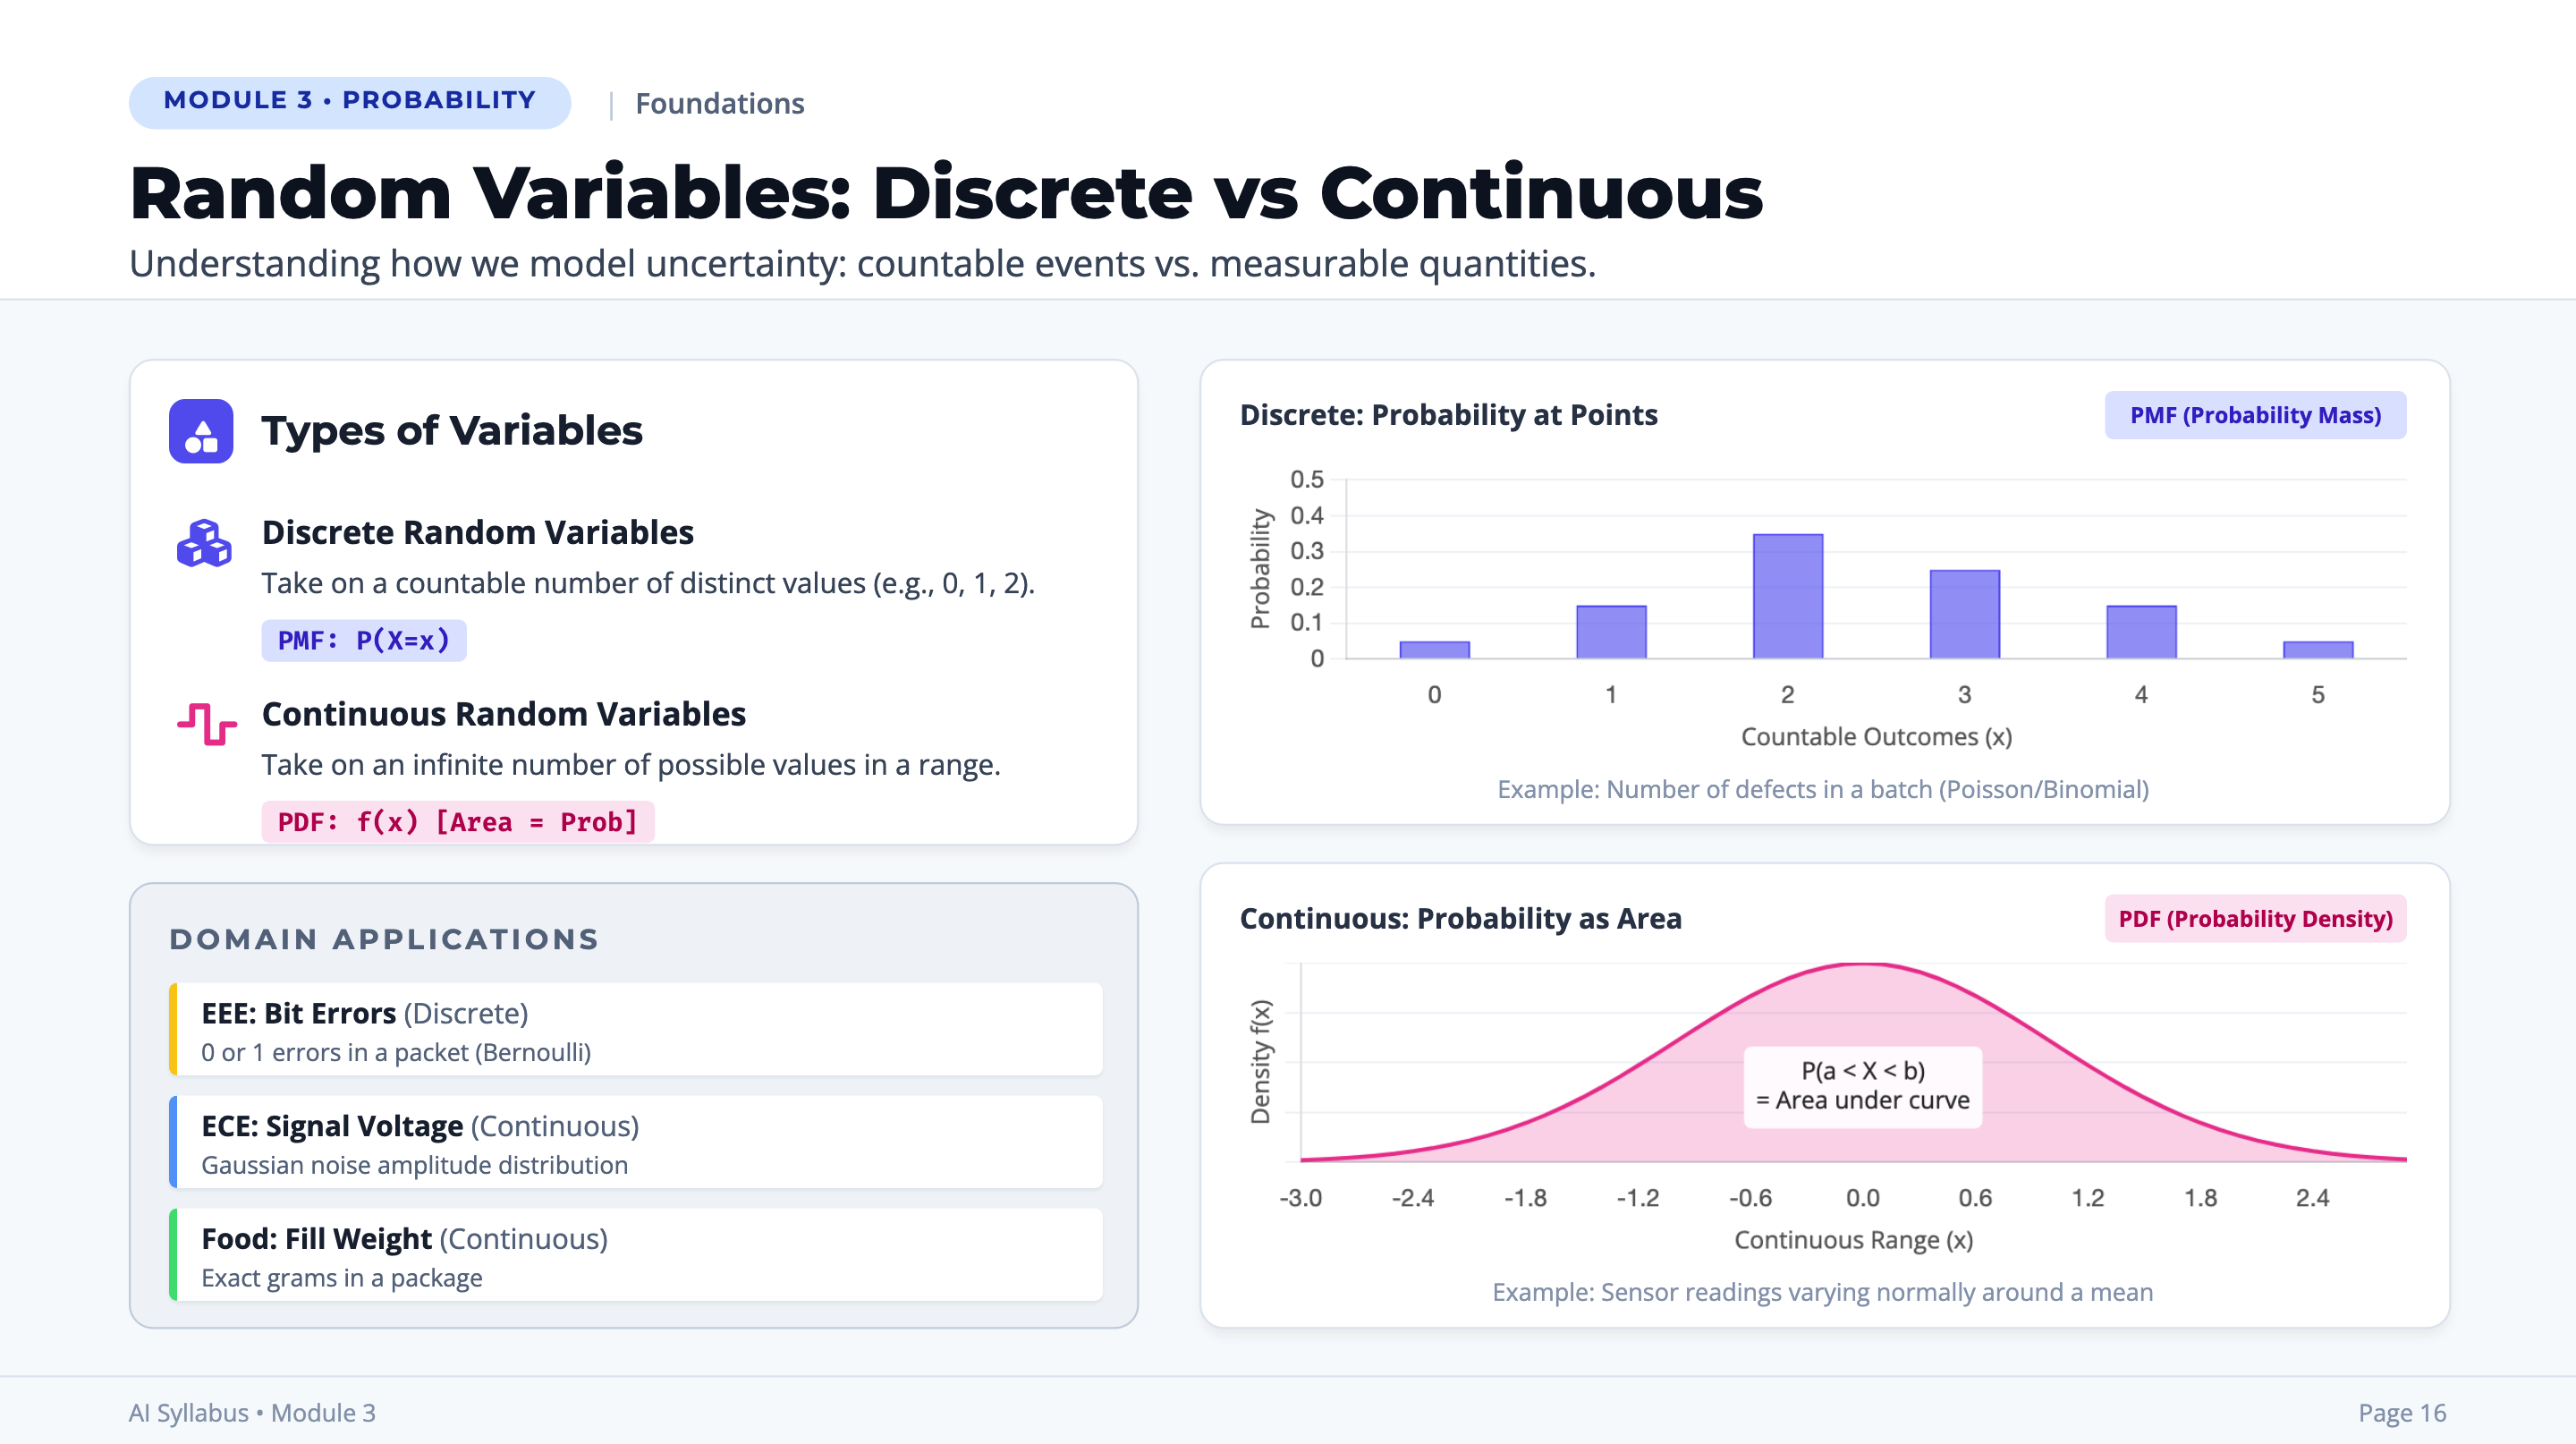 MODULE 3 • PROBABILITY
| Foundations
Random Variables: Discrete vs Continuous
Understanding how we model uncertainty: countable events vs. measurable quantities.
Types of Variables
Discrete Random Variables
Take on a countable number of distinct values (e.g., 0, 1, 2).
PMF: P(X=x)
Continuous Random Variables
Take on an infinite number of possible values in a range.
PDF: f(x) [Area = Prob]
DOMAIN APPLICATIONS
EEE: Bit Errors (Discrete)
0 or 1 errors in a packet (Bernoulli)
ECE: Signal Voltage (Continuous)
Gaussian noise amplitude distribution
Food: Fill Weight (Continuous)
Exact grams in a package
Discrete: Probability at Points
PMF (Probability Mass)
Probability
0.5
0.4
0.3
0.2
0.1
0
0 1 2 3 4 5
Countable Outcomes (x)
Example: Number of defects in a batch (Poisson/Binomial)
Continuous: Probability as Area
PDF (Probability Density)
Density f(x)
P(a < X < b)
= Area under curve
-3.0 -2.4 -1.8 -1.2 -0.6 0.0 0.6 1.2 1.8 2.4
Continuous Range (x)
Example: Sensor readings varying normally around a mean
AI Syllabus • Module 3
Page 16